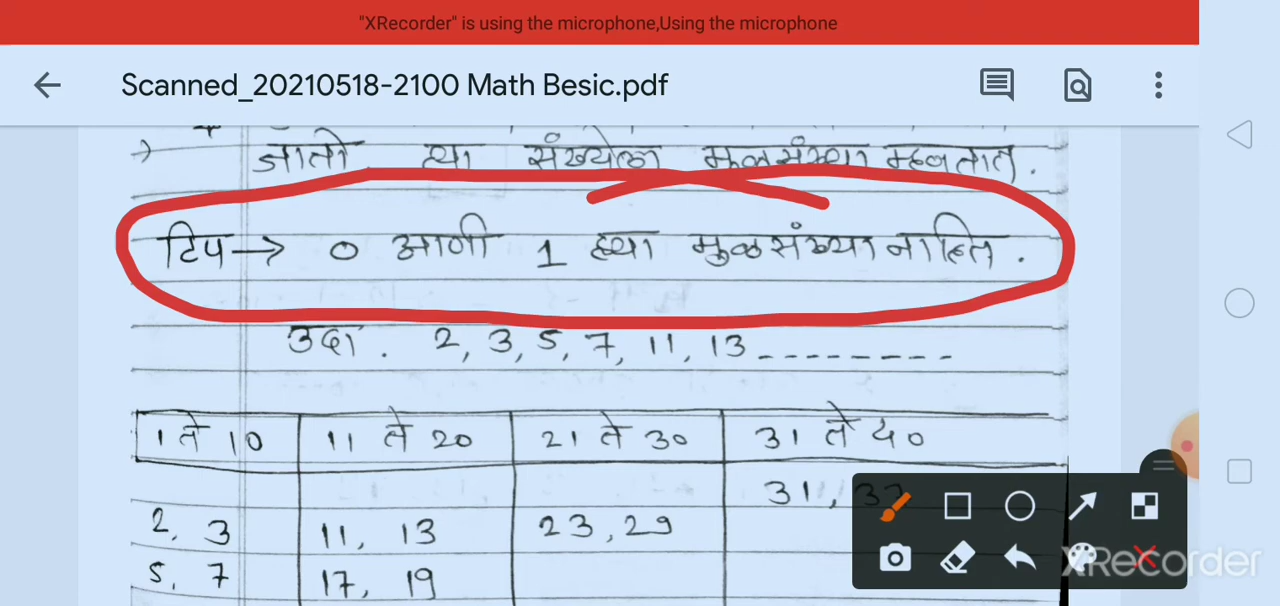 "XRecorder" is using the microphone,Using the microphone
Scanned_20210518-2100 Math Besic.pdf
→ जातो त्या संख्येला मुळसंख्या म्हणतात.
टिप → 0 आणी 1 ह्या मुळसंख्या नाहित.
उदा. 2, 3, 5, 7, 11, 13 ---------
1 ते 10 11 ते 20 21 ते 30 31 ते 40
31, 37
2, 3 11, 13 23, 29
5, 7 17, 19
XRecorder